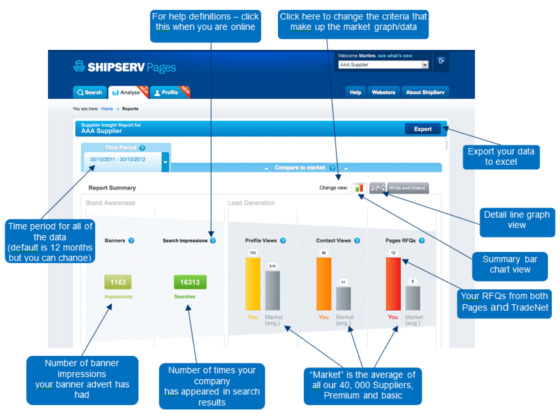 For help definitions – click
this when you are online
Click here to change the criteria that
make up the market graph/data
SHIPSERV Pages
Welcome Marites, see what's new
AAA Supplier
Search
Analyse
Profile
Help
Webstore
About ShipServ
You are here: Home > Reports
Supplier Insight Report for
AAA Supplier
Export
Time Period
30/10/2011 - 30/10/2012
Compare to market
Export your data
to excel
Report Summary
Change view:
RFQs and Orders
Brand Awareness
Lead Generation
Detail line graph
view
Time period for all of
the data
(default is 12 months
but you can change)
Banners
Search Impressions
Profile Views
Contact Views
Pages RFQs
Summary bar
chart view
1163
Impressions
16313
Searches
Your RFQs from both
Pages and TradeNet
You
Market
(avg.)
You
Market
(avg.)
You
Market
(avg.)
Number of banner
impressions
your banner advert has
had
Number of times your
company
has appeared in search
results
"Market" is the average of
all our 40, 000 Suppliers,
Premium and basic